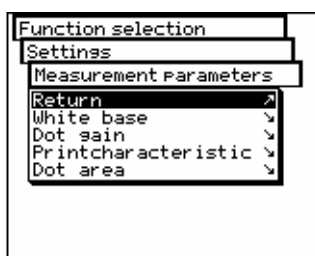 Function selection
Settings
Measurement parameters
Return ↗
White base ↘
Dot gain ↘
Printcharacteristic ↘
Dot area ↘